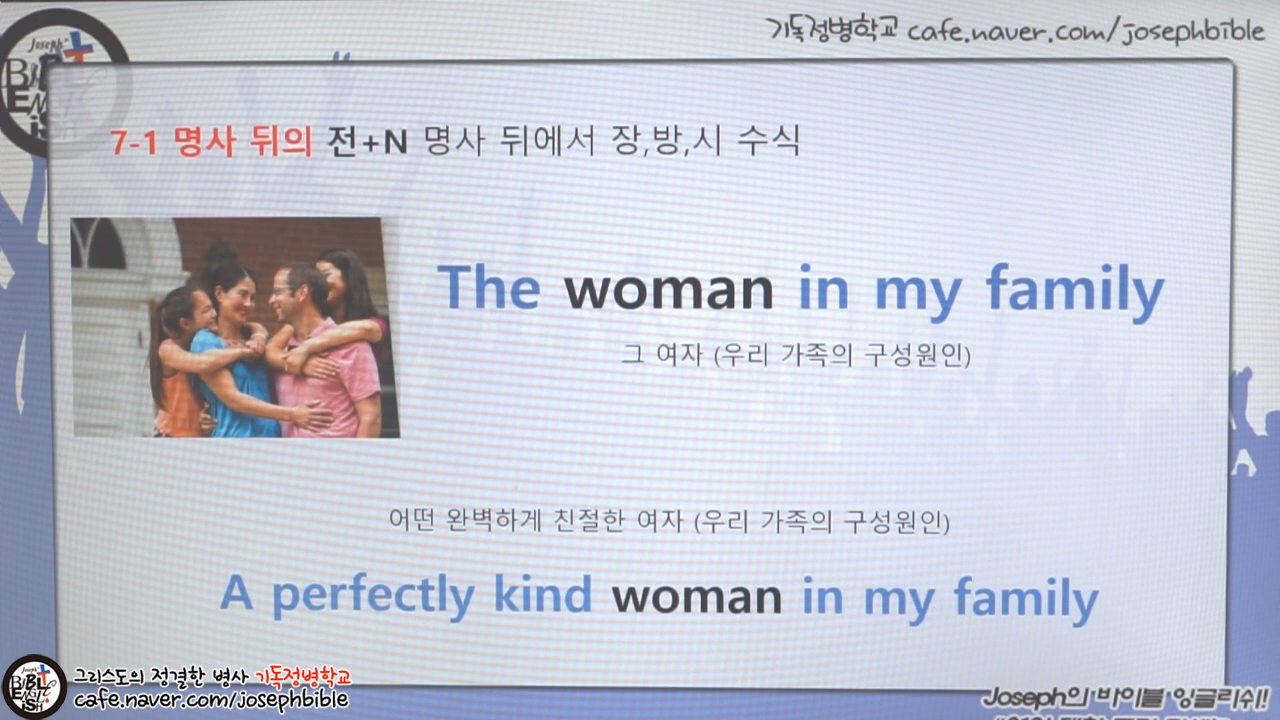 기독정병학교 cafe.naver.com/josephbible
Joseph's
BIBLE
7-1 명사 뒤의 전+N 명사 뒤에서 장,방,시 수식
The woman in my family
그 여자 (우리 가족의 구성원인)
어떤 완벽하게 친절한 여자 (우리 가족의 구성원인)
A perfectly kind woman in my family
그리스도의 정결한 병사 기독정병학교
cafe.naver.com/josephbible
Joseph의 바이블 잉글리쉬!